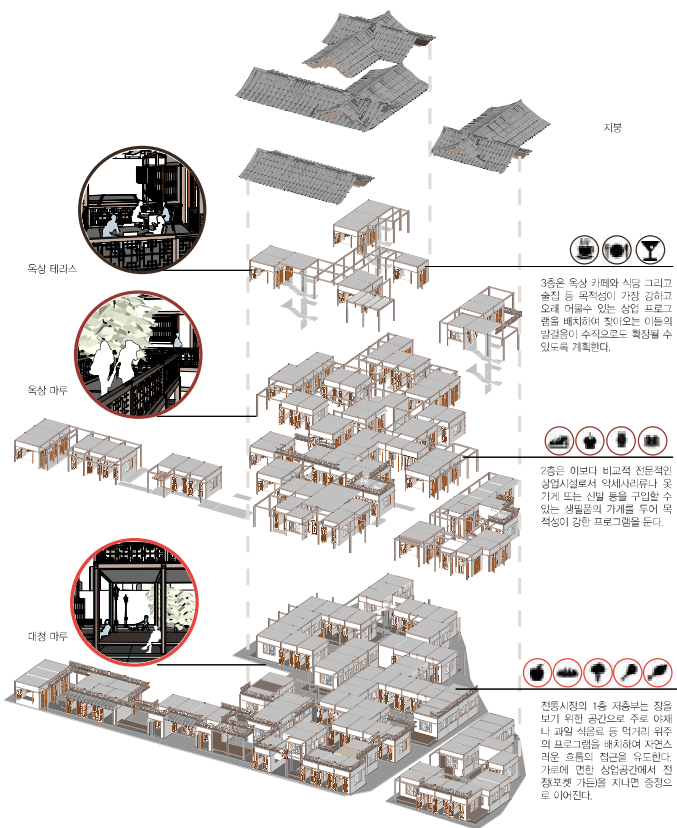 지붕
옥상 테라스
3층은 옥상 카페와 식당 그리고
술집 등 목적성이 가장 강하고
오래 머물수 있는 상업 프로그
램을 배치하여 찾아오는 이들의
발걸음이 수직으로도 확장될 수
있도록 계획한다.
옥상 마루
2층은 이보다 비교적 전문적인
상업시설로서 악세사리류나 옷
가게 또는 신발 등을 구입할 수
있는 생필품의 가게를 두어 목
적성이 강한 프로그램을 둔다.
대청 마루
전통시장의 1층 저층부는 장을
보기 위한 공간으로 주로 야채
나 과일 식음료 등 먹거리 위주
의 프로그램을 배치하여 자연스
러운 흐름의 접근을 유도한다.
가로에 면한 상업공간에서 전
정(포켓 가든)을 지나면 중정으
로 이어진다.